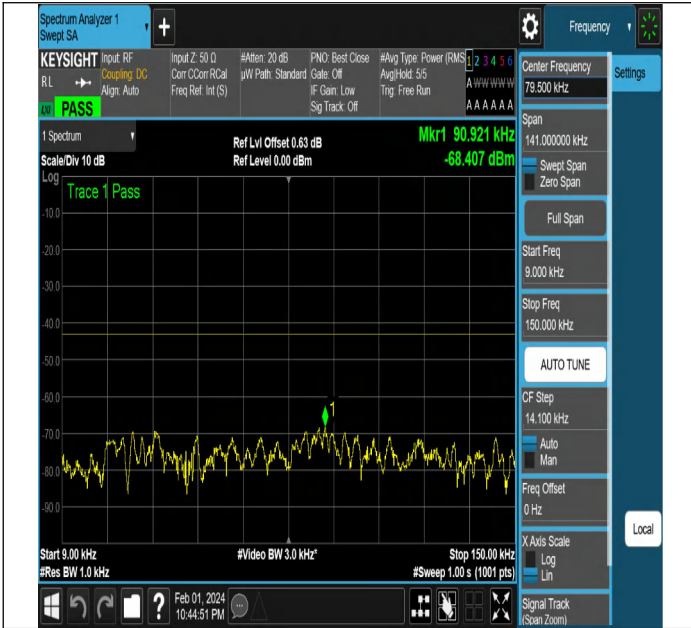 Spectrum Analyzer 1
Swept SA
+
Frequency
KEYSIGHT
RL
Input: RF
Coupling: DC
Align: Auto
Input Z: 50 Ω
Corr CCorr RCal
Freq Ref: Int (S)
#Atten: 20 dB
µW Path: Standard
PNO: Best Close
Gate: Off
IF Gain: Low
Sig Track: Off
#Avg Type: Power (RMS
Avg|Hold: 5/5
Trig: Free Run
1 2 3 4 5 6
A W W W W W
A A A A A A
LXI PASS
1 Spectrum
Scale/Div 10 dB
Log
Ref Lvl Offset 0.63 dB
Ref Level 0.00 dBm
Mkr1 90.921 kHz
-68.407 dBm
Trace 1 Pass
-10.0
-20.0
-30.0
-40.0
-50.0
-60.0
-70.0
-80.0
-90.0
1
Start 9.00 kHz
#Res BW 1.0 kHz
#Video BW 3.0 kHz*
Stop 150.00 kHz
#Sweep 1.00 s (1001 pts)
?
Feb 01, 2024
10:44:51 PM
Center Frequency
79.500 kHz
Settings
Span
141.000000 kHz
Swept Span
Zero Span
Full Span
Start Freq
9.000 kHz
Stop Freq
150.000 kHz
AUTO TUNE
CF Step
14.100 kHz
Auto
Man
Freq Offset
0 Hz
X Axis Scale
Log
Lin
Local
Signal Track
(Span Zoom)